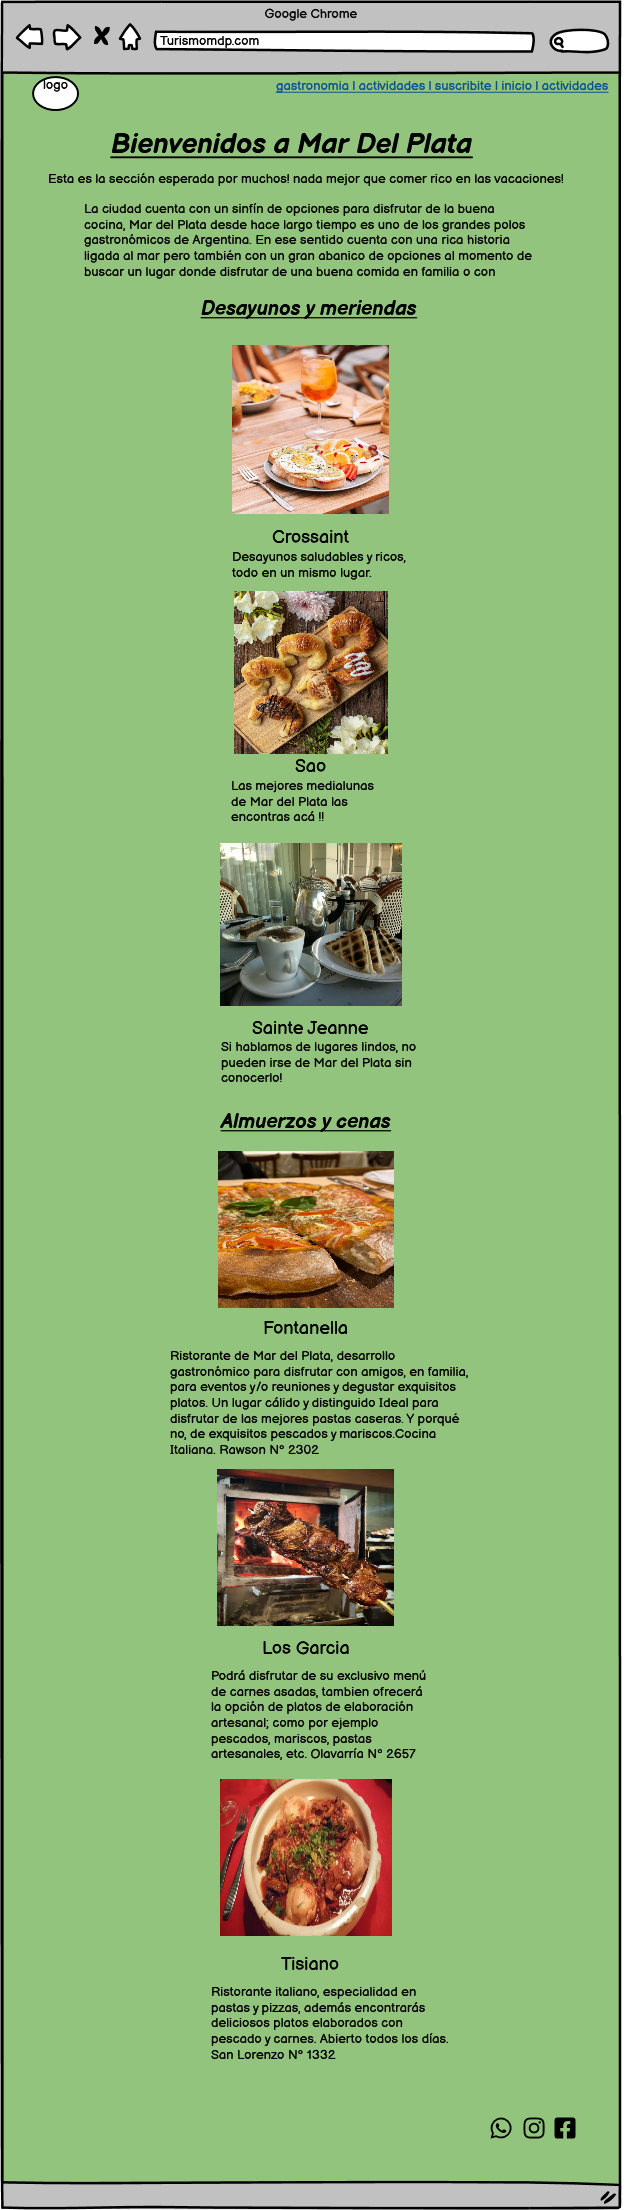 Google Chrome
Turismomdp.com
logo
gastronomia | actividades | suscribite | inicio | actividades
Bienvenidos a Mar Del Plata
Esta es la sección esperada por muchos! nada mejor que comer rico en las vacaciones!
La ciudad cuenta con un sinfín de opciones para disfrutar de la buena
cocina, Mar del Plata desde hace largo tiempo es uno de los grandes polos
gastronómicos de Argentina. En ese sentido cuenta con una rica historia
ligada al mar pero también con un gran abanico de opciones al momento de
buscar un lugar donde disfrutar de una buena comida en familia o con
Desayunos y meriendas
Crossaint
Desayunos saludables y ricos,
todo en un mismo lugar.
Sao
Las mejores medialunas
de Mar del Plata las
encontras acá !!
Sainte Jeanne
Si hablamos de lugares lindos, no
pueden irse de Mar del Plata sin
conocerlo!
Almuerzos y cenas
Fontanella
Ristorante de Mar del Plata, desarrollo
gastronómico para disfrutar con amigos, en familia,
para eventos y/o reuniones y degustar exquisitos
platos. Un lugar cálido y distinguido Ideal para
disfrutar de las mejores pastas caseras. Y porqué
no, de exquisitos pescados y mariscos.Cocina
Italiana. Rawson N° 2302
Los Garcia
Podrá disfrutar de su exclusivo menú
de carnes asadas, tambien ofrecerá
la opción de platos de elaboración
artesanal; como por ejemplo
pescados, mariscos, pastas
artesanales, etc. Olavarría N° 2657
Tisiano
Ristorante italiano, especialidad en
pastas y pizzas, además encontrarás
deliciosos platos elaborados con
pescado y carnes. Abierto todos los días.
San Lorenzo N° 1332